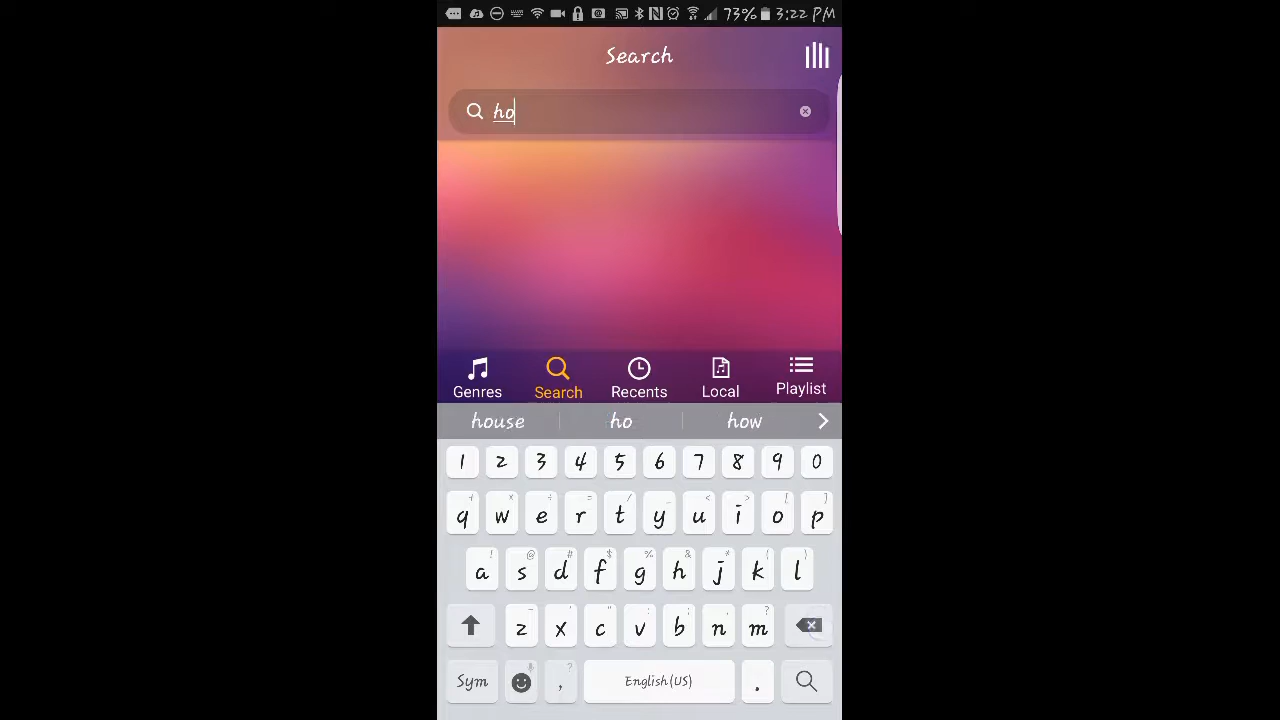 73% 3:22 PM
Search
ho
Genres Search Recents Local Playlist
house ho how
1 2 3 4 5 6 7 8 9 0
q w e r t y u i o p
a s d f g h j k l
z x c v b n m
Sym , English(US) .